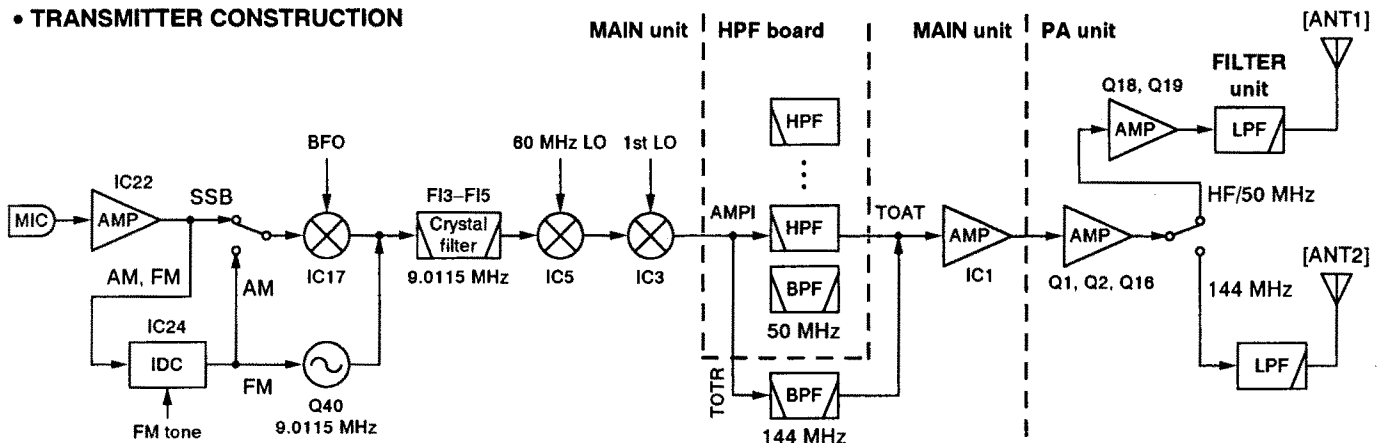 • TRANSMITTER CONSTRUCTION
MAIN unit
HPF board
MAIN unit
PA unit
[ANT1]
FILTER
unit
Q18, Q19
AMP
LPF
HPF
BFO
60 MHz LO
1st LO
IC22
SSB
FI3–FI5
MIC
AMP
Crystal
filter
AMPI
HPF
TOAT
AMP
AMP
HF/50 MHz
IC17
9.0115 MHz
IC5
IC3
IC1
Q1, Q2, Q16
[ANT2]
AM, FM
AM
BPF
50 MHz
144 MHz
IC24
IDC
FM
TOTR
BPF
LPF
Q40
9.0115 MHz
FM tone
144 MHz